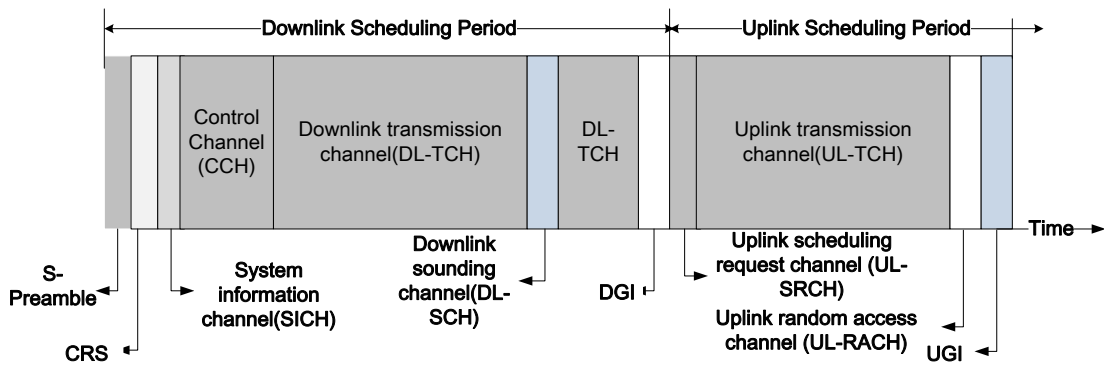 Downlink Scheduling Period
Uplink Scheduling Period
Control
Channel
(CCH)
Downlink transmission
channel(DL-TCH)
DL-
TCH
Uplink transmission
channel(UL-TCH)
Time
S-
Preamble
CRS
System
information
channel(SICH)
Downlink
sounding
channel(DL-
SCH)
DGI
Uplink scheduling
request channel (UL-
SRCH)
Uplink random access
channel (UL-RACH)
UGI